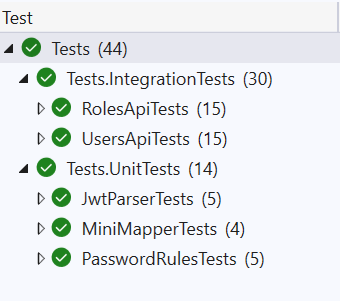 Test
Tests (44)
Tests.IntegrationTests (30)
RolesApiTests (15)
UsersApiTests (15)
Tests.UnitTests (14)
JwtParserTests (5)
MiniMapperTests (4)
PasswordRulesTests (5)